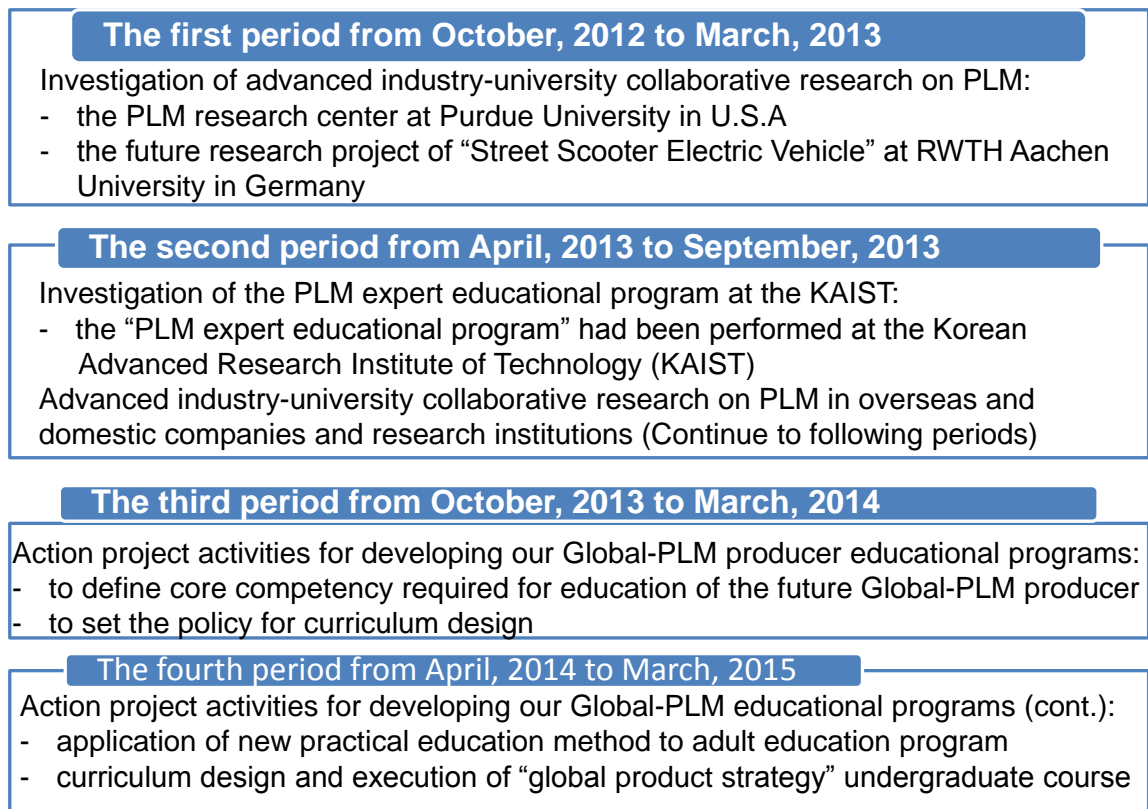 The first period from October, 2012 to March, 2013
Investigation of advanced industry-university collaborative research on PLM:
- the PLM research center at Purdue University in U.S.A
- the future research project of “Street Scooter Electric Vehicle” at RWTH Aachen
University in Germany
The second period from April, 2013 to September, 2013
Investigation of the PLM expert educational program at the KAIST:
- the “PLM expert educational program” had been performed at the Korean
Advanced Research Institute of Technology (KAIST)
Advanced industry-university collaborative research on PLM in overseas and
domestic companies and research institutions (Continue to following periods)
The third period from October, 2013 to March, 2014
Action project activities for developing our Global-PLM producer educational programs:
- to define core competency required for education of the future Global-PLM producer
- to set the policy for curriculum design
The fourth period from April, 2014 to March, 2015
Action project activities for developing our Global-PLM educational programs (cont.):
- application of new practical education method to adult education program
- curriculum design and execution of “global product strategy” undergraduate course